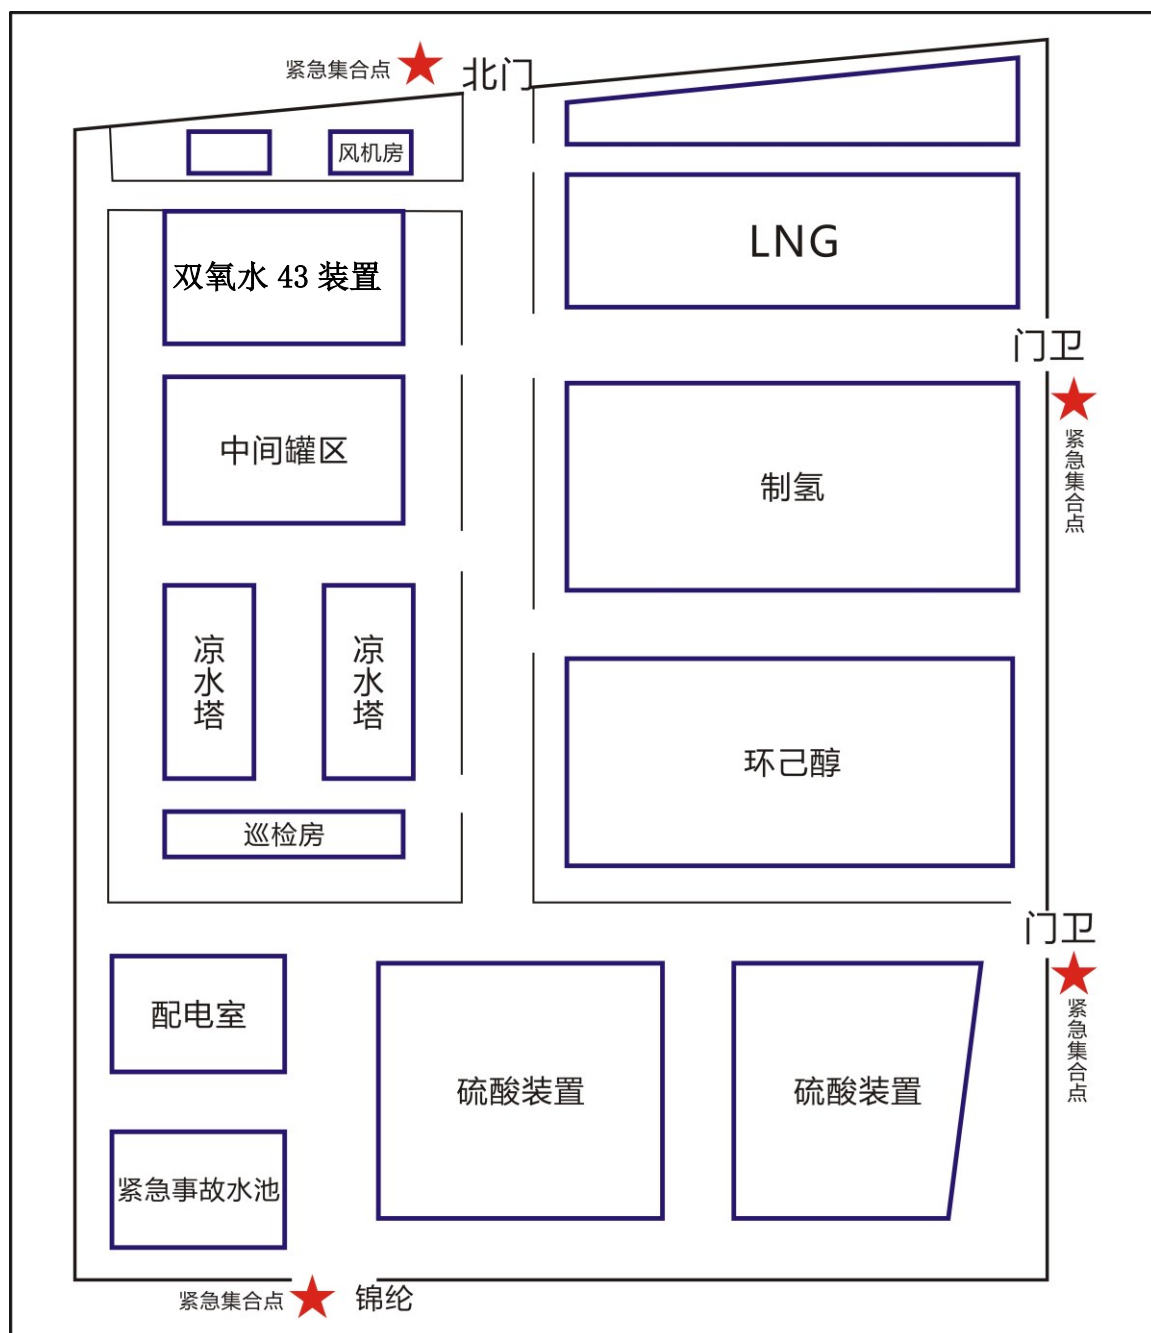 紧急集合点
北门
风机房
双氧水 43 装置
LNG
门卫
紧急集合点
中间罐区
制氢
凉水塔
凉水塔
环己醇
巡检房
门卫
紧急集合点
配电室
硫酸装置
硫酸装置
紧急事故水池
紧急集合点
锦纶